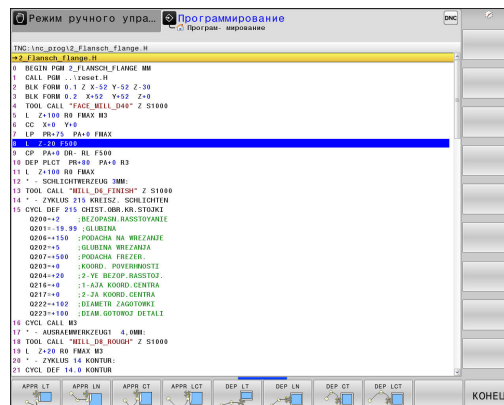 Режим ручного упра…
Программирование
Програм- мирование
DNC
TNC:\nc_prog\2_Flansch_flange.H
→2_Flansch_flange.H
0 BEGIN PGM 2_FLANSCH_FLANGE MM
1 CALL PGM ..\reset.H
2 BLK FORM 0.1 Z X-52 Y-52 Z-30
3 BLK FORM 0.2 X+52 Y+52 Z+0
4 TOOL CALL "FACE_MILL_D40" Z S1000
5 L Z+100 R0 FMAX M3
6 CC X+0 Y+0
7 LP PR+75 PA+0 FMAX
8 L Z-20 F500
9 CP PA+0 DR- RL F500
10 DEP PLCT PR+80 PA+0 R3
11 L Z+100 R0 FMAX
12 * - SCHLICHTWERZEUG 3MM:
13 TOOL CALL "MILL_D6_FINISH" Z S1000
14 * - ZYKLUS 215 KREISZ. SCHLICHTEN
15 CYCL DEF 215 CHIST.OBR.KR.STOJKI
Q200=+2 ;BEZOPASN.RASSTOYANIE
Q201=-19.99 ;GLUBINA
Q206=+150 ;PODACHA NA WREZANJE
Q202=+5 ;GLUBINA WREZANJA
Q207=+500 ;PODACHA FREZER.
Q203=+0 ;KOORD. POVERHNOSTI
Q204=+20 ;2-YE BEZOP.RASSTOJ.
Q216=+0 ;1-AJA KOORD.CENTRA
Q217=+0 ;2-JA KOORD.CENTRA
Q222=+102 ;DIAMETR ZAGOTOWKI
Q223=+100 ;DIAM.GOTOWOJ DETALI
16 CYCL CALL M3
17 * - AUSRAEMWERKZEUG1 4,0MM:
18 TOOL CALL "MILL_D8_ROUGH" Z S1000
19 L Z+20 R0 FMAX M3
20 * - ZYKLUS 14 KONTUR:
21 CYCL DEF 14.0 KONTUR
APPR LT
APPR LN
APPR CT
APPR LCT
DEP LT
DEP LN
DEP CT
DEP LCT
КОНЕЦ